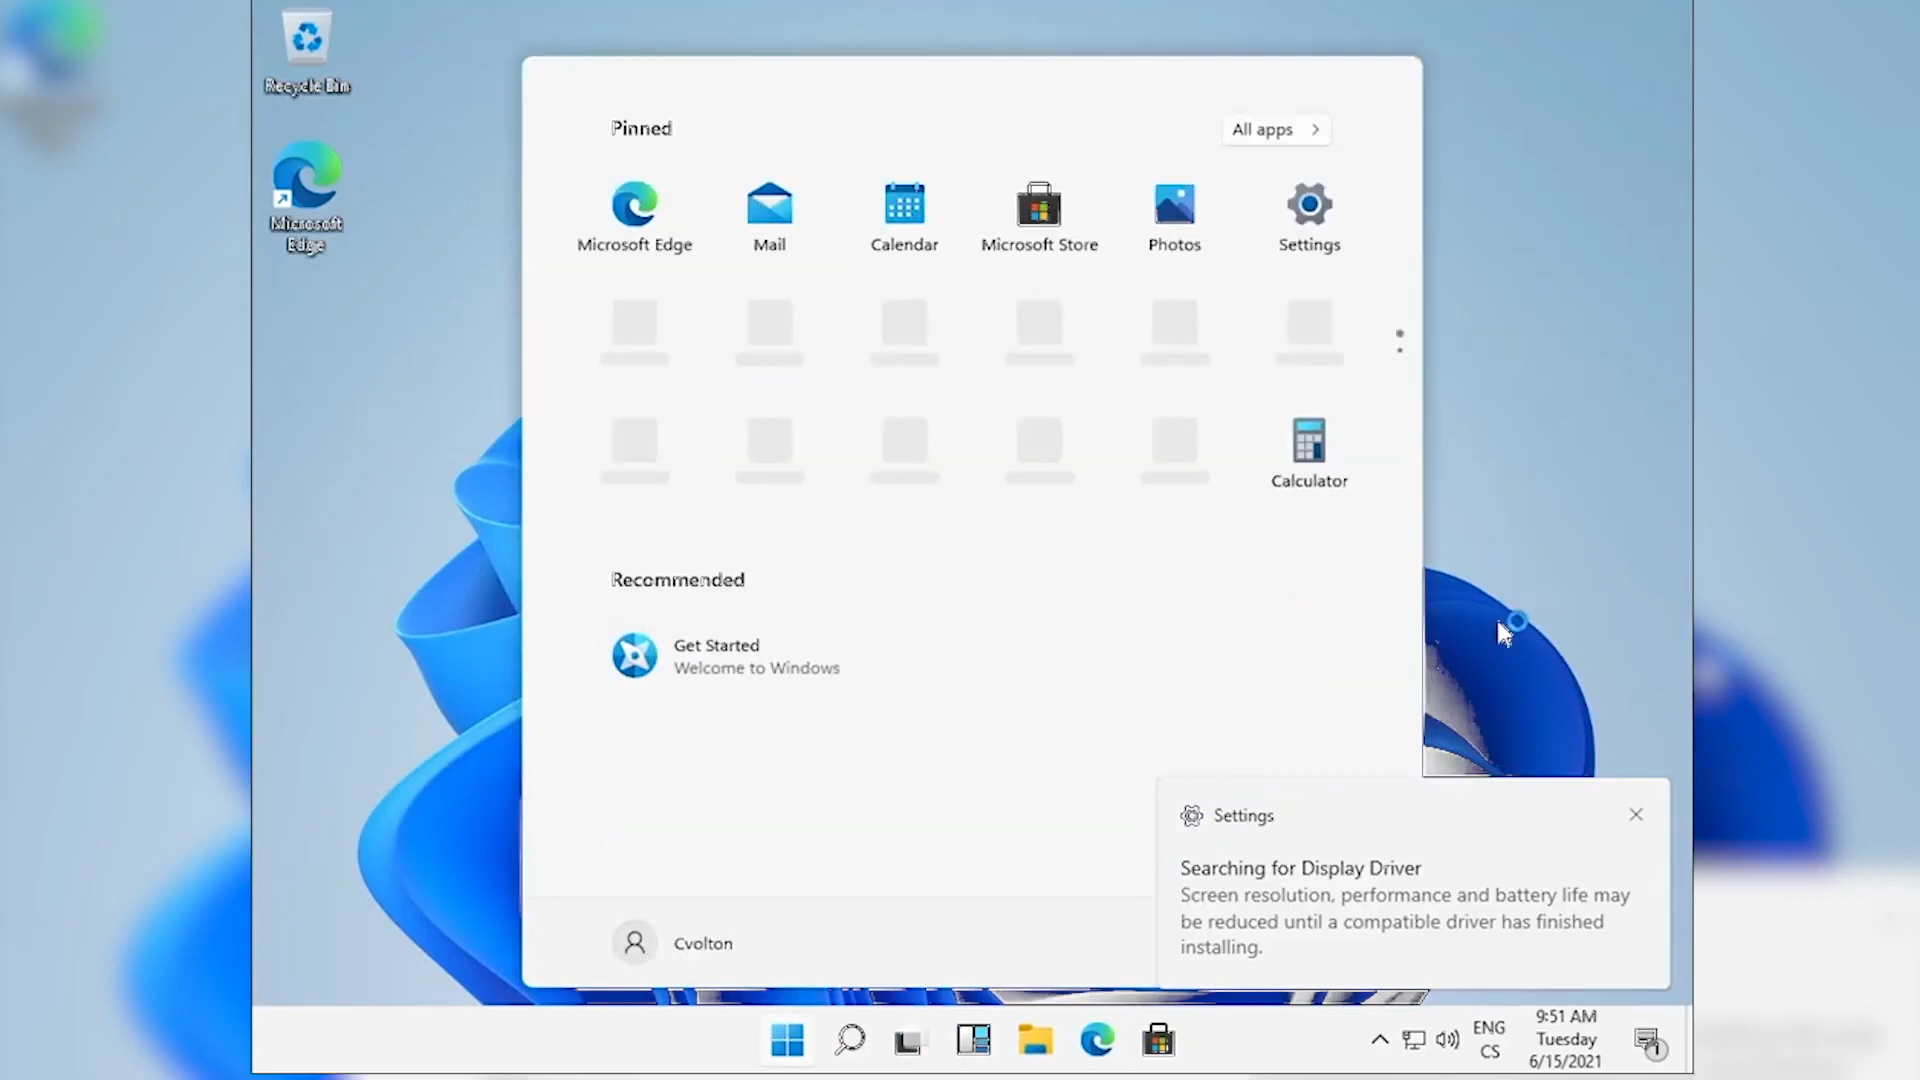 Recycle Bin
Microsoft
Edge
Pinned
All apps
Microsoft Edge
Mail
Calendar
Microsoft Store
Photos
Settings
Calculator
Recommended
Get Started
Welcome to Windows
Cvolton
Settings
Searching for Display Driver
Screen resolution, performance and battery life may
be reduced until a compatible driver has finished
installing.
ENG
CS
9:51 AM
Tuesday
6/15/2021
1